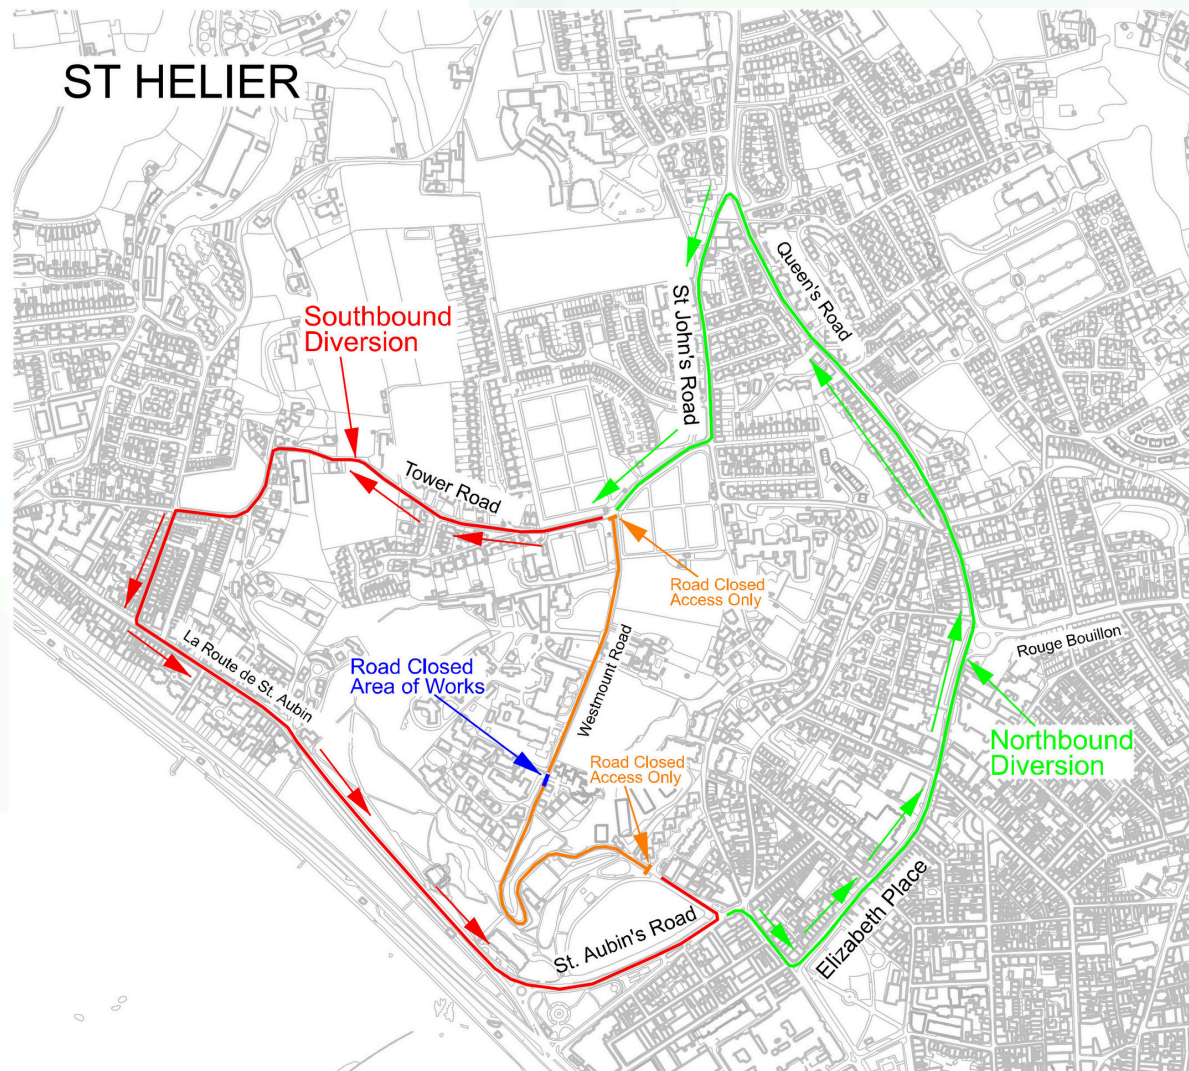 ST HELIER
Queen's Road
St John's Road
Southbound
Diversion
Tower Road
Road Closed
Access Only
La Route de St. Aubin
Rouge Bouillon
Westmount Road
Road Closed
Area of Works
Northbound
Diversion
Road Closed
Access Only
Elizabeth Place
St. Aubin's Road